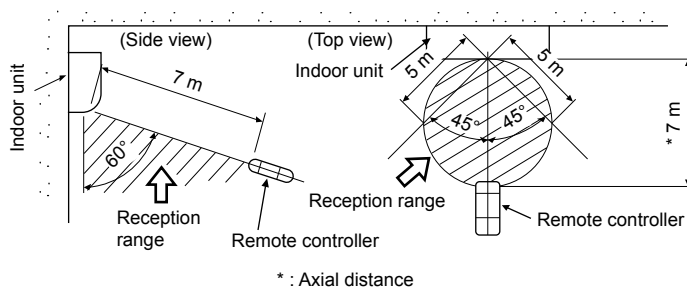 (Side view)
(Top view)
Indoor unit
7 m
60°
Reception
range
Remote controller
Indoor unit
5 m
5 m
45°
45°
* 7 m
Reception range
Remote controller
* : Axial distance